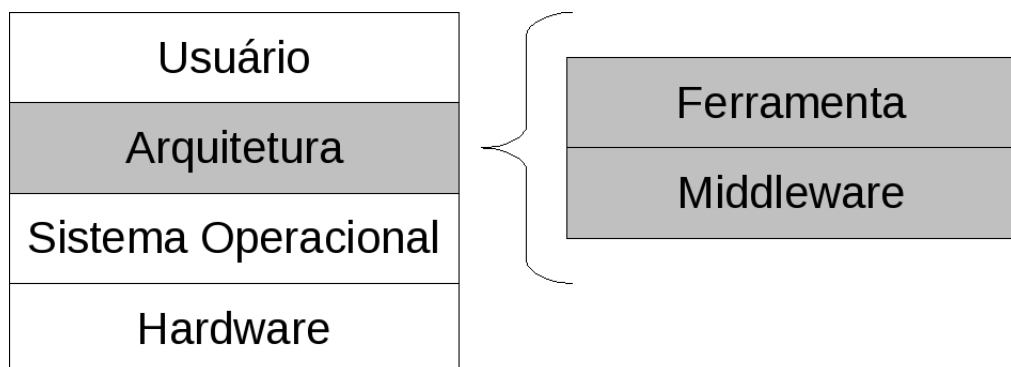 Usuário
Arquitetura
Sistema Operacional
Hardware
Ferramenta
Middleware